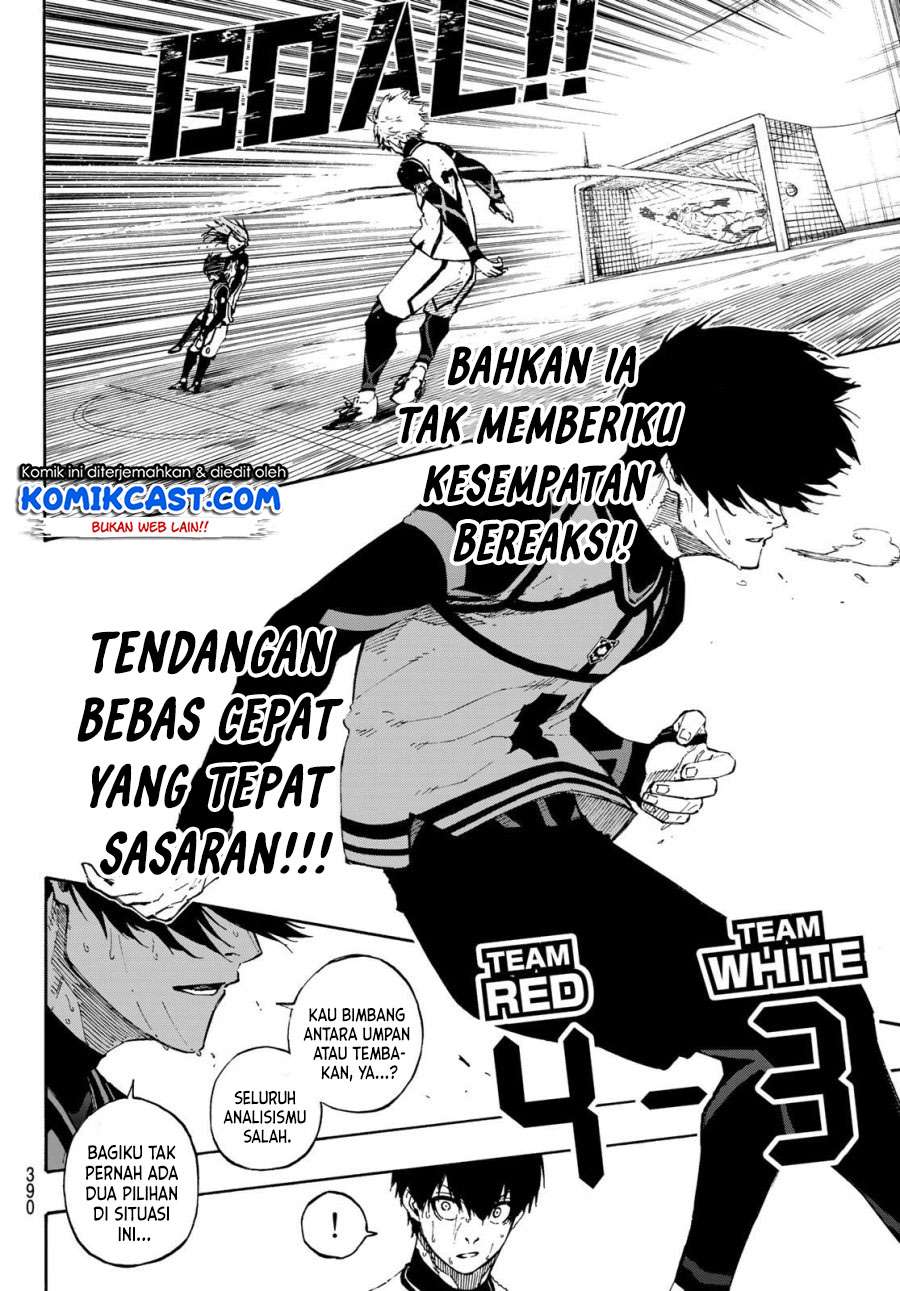 GOAL!!
BAHKAN IA
TAK MEMBERIKU
KESEMPATAN
BEREAKSI!
Komik ini diterjemahkan & diedit oleh
KOMIKCAST.COM
BUKAN WEB LAIN!!
TENDANGAN
BEBAS CEPAT
YANG TEPAT
SASARAN!!!
TEAM
RED
TEAM
WHITE
4 - 3
KAU BIMBANG
ANTARA UMPAN
ATAU TEMBA-
KAN, YA...?
SELURUH
ANALISISMU
SALAH.
BAGIKU TAK
PERNAH ADA
DUA PILIHAN
DI SITUASI
INI...
!
390